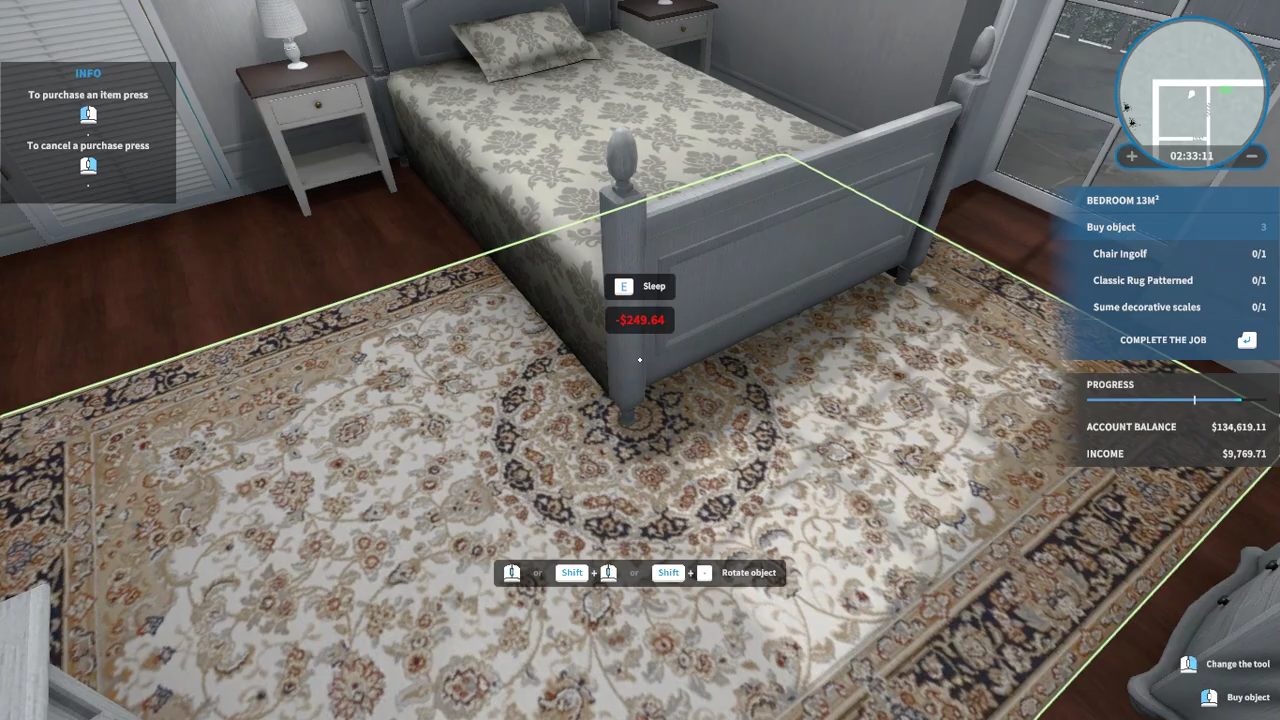 INFO
To purchase an item press
.
To cancel a purchase press
.
E Sleep
-$249.64
or Shift + or Shift + · Rotate object
+ 02:33:11 −
BEDROOM 13M²
Buy object 3
Chair Ingolf 0/1
Classic Rug Patterned 0/1
Sume decorative scales 0/1
COMPLETE THE JOB
PROGRESS
ACCOUNT BALANCE $134,619.11
INCOME $9,769.71
Change the tool
Buy object